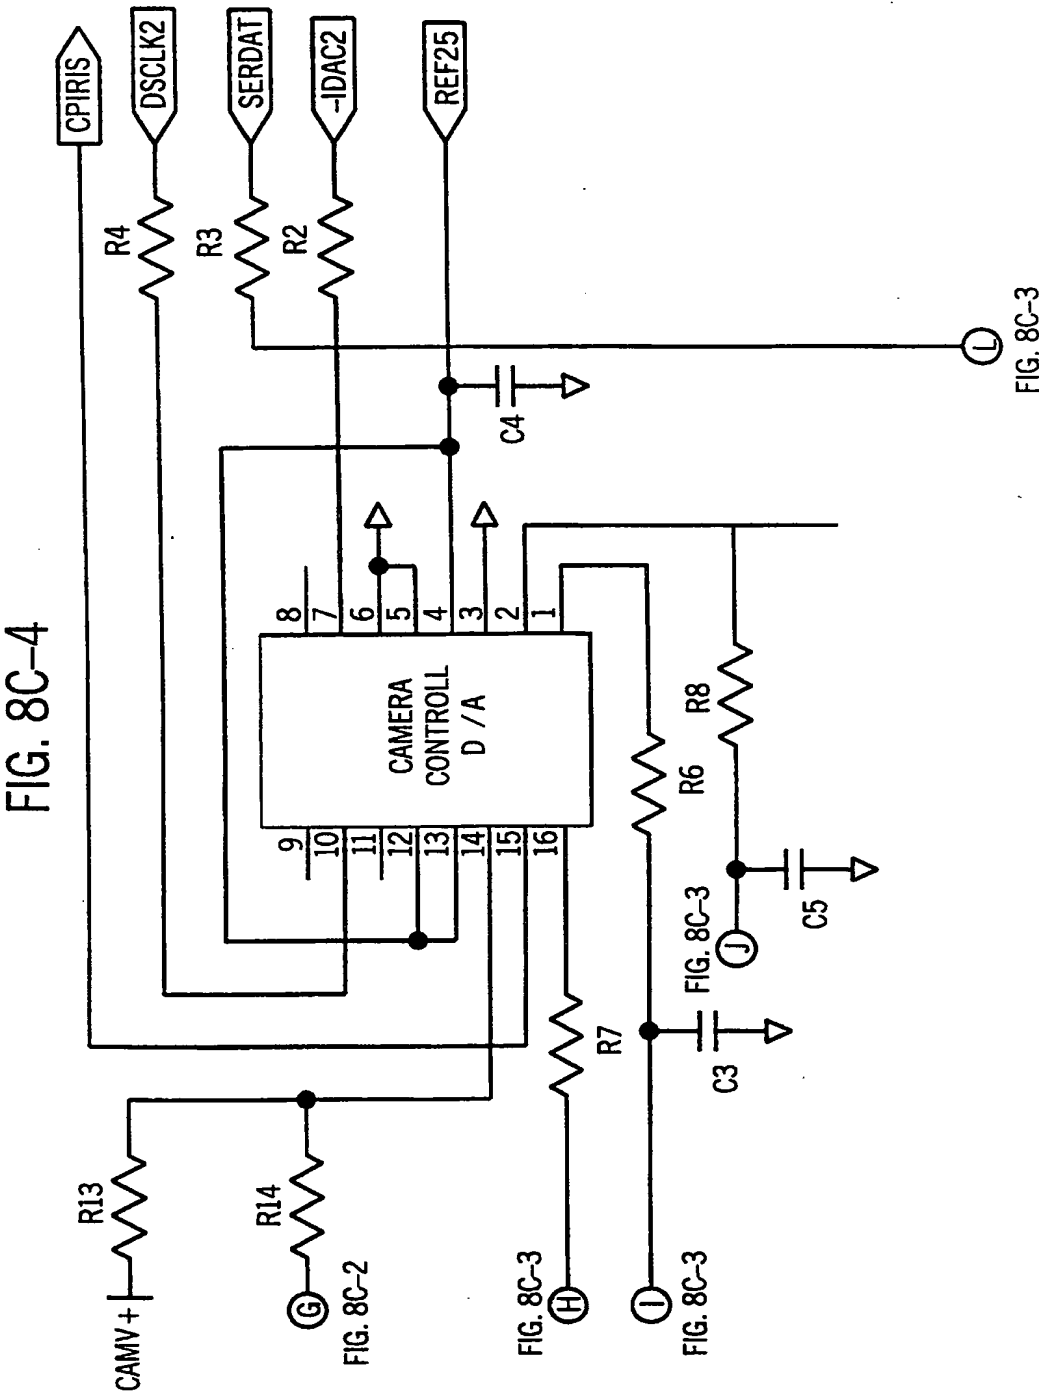 FIG. 8C-4
CPIRIS
DSCLK2
SERDAT
-IDAC2
REF25
R4
R3
R2
C4
L
FIG. 8C-3
CAMERA
CONTROLL
D / A
8
7
6
5
4
3
2
1
9
10
11
12
13
14
15
16
R13
CAMV+
R14
G
FIG. 8C-2
R7
FIG. 8C-3
H
R6
C3
I
FIG. 8C-3
R8
FIG. 8C-3
J
C5